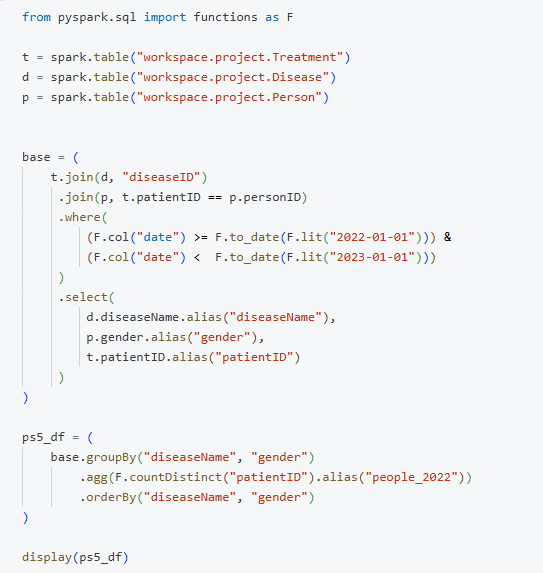 from pyspark.sql import functions as F

t = spark.table("workspace.project.Treatment")
d = spark.table("workspace.project.Disease")
p = spark.table("workspace.project.Person")


base = (
    t.join(d, "diseaseID")
     .join(p, t.patientID == p.personID)
     .where(
         (F.col("date") >= F.to_date(F.lit("2022-01-01"))) &
         (F.col("date") <  F.to_date(F.lit("2023-01-01")))
     )
     .select(
         d.diseaseName.alias("diseaseName"),
         p.gender.alias("gender"),
         t.patientID.alias("patientID")
     )
)

ps5_df = (
    base.groupBy("diseaseName", "gender")
        .agg(F.countDistinct("patientID").alias("people_2022"))
        .orderBy("diseaseName", "gender")
)

display(ps5_df)